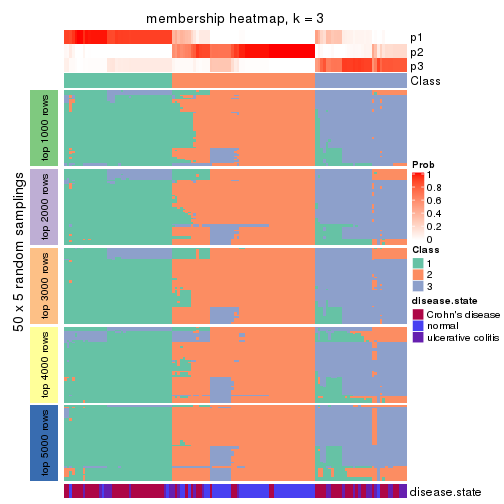 membership heatmap, k = 3
p1
p2
p3
Class
50 x 5 random samplings
top 1000 rows
top 2000 rows
top 3000 rows
top 4000 rows
top 5000 rows
Prob
1
0.8
0.6
0.4
0.2
0
Class
1
2
3
disease.state
Crohn's disease
normal
ulcerative colitis
disease.state